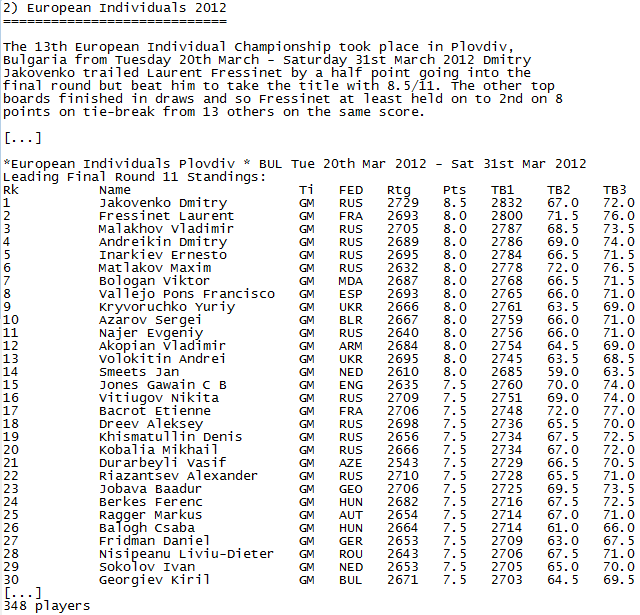 2) European Individuals 2012
============================
The 13th European Individual Championship took place in Plovdiv,
Bulgaria from Tuesday 20th March - Saturday 31st March 2012 Dmitry
Jakovenko trailed Laurent Fressinet by a half point going into the
final round but beat him to take the title with 8.5/11. The other top
boards finished in draws and so Fressinet at least held on to 2nd on 8
points on tie-break from 13 others on the same score.
[...]
*European Individuals Plovdiv * BUL Tue 20th Mar 2012 - Sat 31st Mar 2012
Leading Final Round 11 Standings:
Rk Name Ti FED Rtg Pts TB1 TB2 TB3
1 Jakovenko Dmitry GM RUS 2729 8.5 2832 67.0 72.0
2 Fressinet Laurent GM FRA 2693 8.0 2800 71.5 76.0
3 Malakhov Vladimir GM RUS 2705 8.0 2787 68.5 73.5
4 Andreikin Dmitry GM RUS 2689 8.0 2786 69.0 74.0
5 Inarkiev Ernesto GM RUS 2695 8.0 2784 66.5 71.5
6 Matlakov Maxim GM RUS 2632 8.0 2778 72.0 76.5
7 Bologan Viktor GM MDA 2687 8.0 2768 66.5 71.5
8 Vallejo Pons Francisco GM ESP 2693 8.0 2765 66.0 71.0
9 Kryvoruchko Yuriy GM UKR 2666 8.0 2761 63.5 69.0
10 Azarov Sergei GM BLR 2667 8.0 2759 66.0 71.0
11 Najer Evgeniy GM RUS 2640 8.0 2756 66.0 71.0
12 Akopian Vladimir GM ARM 2684 8.0 2754 64.5 69.0
13 Volokitin Andrei GM UKR 2695 8.0 2745 63.5 68.5
14 Smeets Jan GM NED 2610 8.0 2685 59.0 63.5
15 Jones Gawain C B GM ENG 2635 7.5 2760 70.0 74.0
16 Vitiugov Nikita GM RUS 2709 7.5 2751 69.0 74.0
17 Bacrot Etienne GM FRA 2706 7.5 2748 72.0 77.0
18 Dreev Aleksey GM RUS 2698 7.5 2736 65.5 70.0
19 Khismatullin Denis GM RUS 2656 7.5 2734 67.5 72.5
20 Kobalia Mikhail GM RUS 2666 7.5 2734 67.0 72.0
21 Durarbeyli Vasif GM AZE 2543 7.5 2729 66.5 70.5
22 Riazantsev Alexander GM RUS 2710 7.5 2728 65.5 71.0
23 Jobava Baadur GM GEO 2706 7.5 2725 69.5 73.5
24 Berkes Ferenc GM HUN 2682 7.5 2716 67.5 72.5
25 Ragger Markus GM AUT 2654 7.5 2714 67.0 71.0
26 Balogh Csaba GM HUN 2664 7.5 2714 61.0 66.0
27 Fridman Daniel GM GER 2653 7.5 2709 63.0 67.5
28 Nisipeanu Liviu-Dieter GM ROU 2643 7.5 2706 67.5 71.0
29 Sokolov Ivan GM NED 2653 7.5 2705 65.0 70.0
30 Georgiev Kiril GM BUL 2671 7.5 2703 64.5 69.5
[...]
348 players